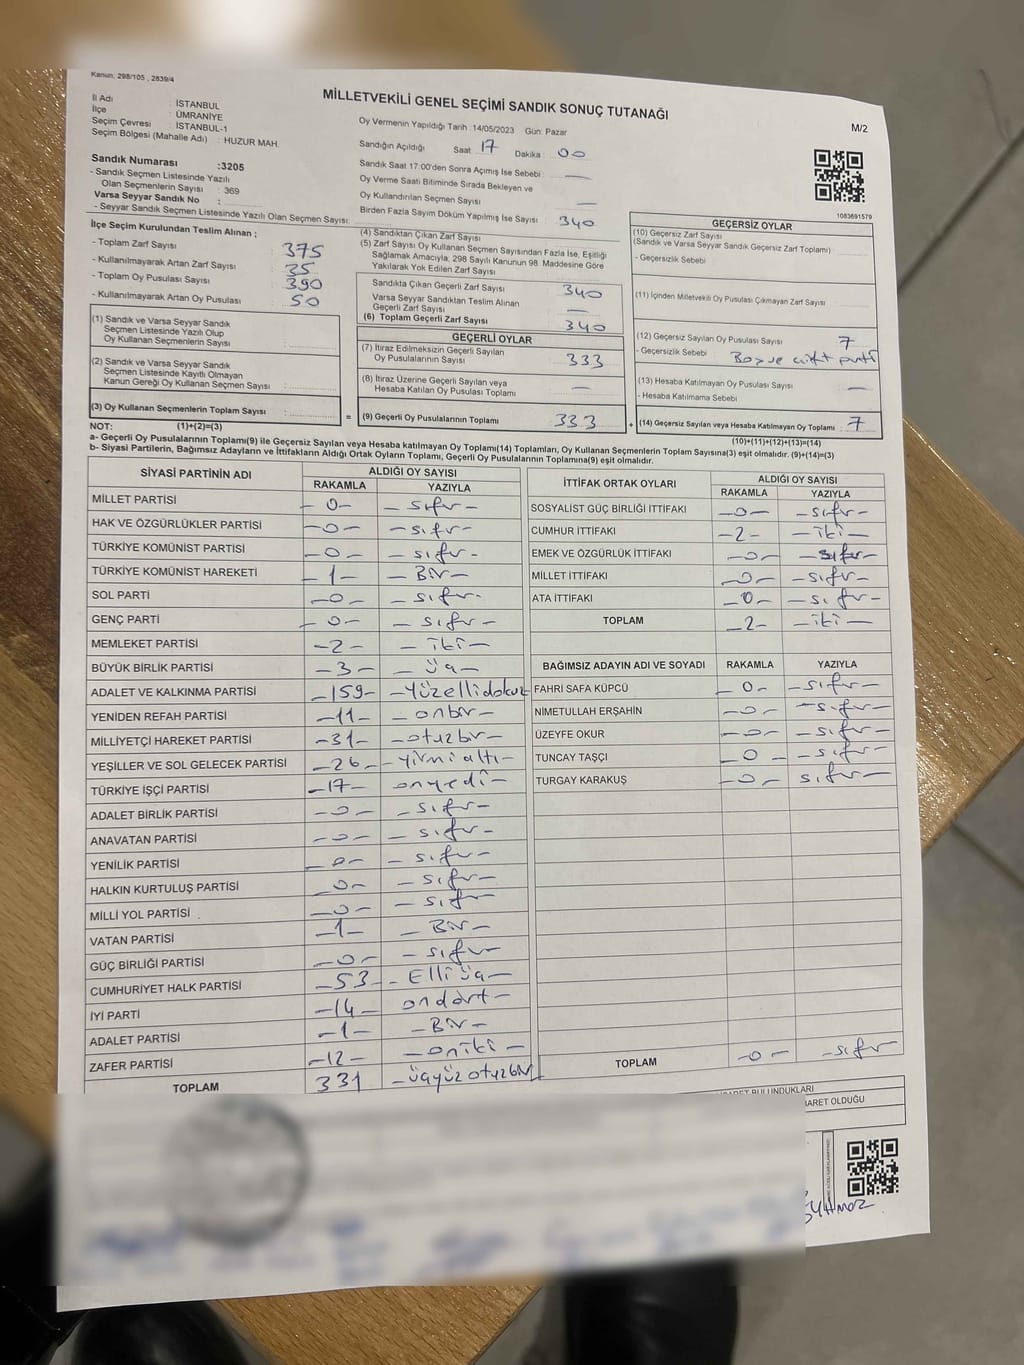 Kanun; 298/105 , 2839/4
MİLLETVEKİLİ GENEL SEÇİMİ SANDIK SONUÇ TUTANAĞI
M/2
İl Adı : İSTANBUL
İlçe : ÜMRANİYE
Seçim Çevresi : İSTANBUL-1
Seçim Bölgesi (Mahalle Adı) : HUZUR MAH.
Oy Vermenin Yapıldığı Tarih :14/05/2023 Gün: Pazar
Sandığın Açıldığı Saat 17 Dakika 00
Sandık Saat 17:00'den Sonra Açımış İse Sebebi : —
Oy Verme Saati Bitiminde Sırada Bekleyen ve
Oy Kullandırılan Seçmen Sayısı —
Birden Fazla Sayım Döküm Yapılmış İse Sayısı 340
Sandık Numarası :3205
- Sandık Seçmen Listesinde Yazılı
Olan Seçmenlerin Sayısı : 369
Varsa Seyyar Sandık No :
- Seyyar Sandık Seçmen Listesinde Yazılı Olan Seçmen Sayısı:
1083691579
İlçe Seçim Kurulundan Teslim Alınan ;
- Toplam Zarf Sayısı 375
- Kullanılmayarak Artan Zarf Sayısı 35
- Toplam Oy Pusulası Sayısı 390
- Kullanılmayarak Artan Oy Pusulası 50
(1) Sandık ve Varsa Seyyar Sandık
Seçmen Listesinde Yazılı Olup
Oy Kullanan Seçmenlerin Sayısı :
(2) Sandık ve Varsa Seyyar Sandık
Seçmen Listesinde Kayıtlı Olmayan
Kanun Gereği Oy Kullanan Seçmen Sayısı :
(3) Oy Kullanan Seçmenlerin Toplam Sayısı :
(1)+(2)=(3)
(4) Sandıktan Çıkan Zarf Sayısı
(5) Zarf Sayısı Oy Kullanan Seçmen Sayısından Fazla İse, Eşitliği
Sağlamak Amacıyla, 298 Sayılı Kanunun 98. Maddesine Göre
Yakılarak Yok Edilen Zarf Sayısı
Sandıkta Çıkan Geçerli Zarf Sayısı 340
Varsa Seyyar Sandıktan Teslim Alınan
Geçerli Zarf Sayısı —
(6) Toplam Geçerli Zarf Sayısı 340
GEÇERLİ OYLAR
(7) İtiraz Edilmeksizin Geçerli Sayılan
Oy Pusulalarının Sayısı 333
(8) İtiraz Üzerine Geçerli Sayılan veya
Hesaba Katılan Oy Pusulası Toplamı —
= (9) Geçerli Oy Pusulalarının Toplamı 333 +
GEÇERSİZ OYLAR
(10) Geçersiz Zarf Sayısı
(Sandık ve Varsa Seyyar Sandık Geçersiz Zarf Toplamı)
- Geçersizlik Sebebi
(11) İçinden Milletvekili Oy Pusulası Çıkmayan Zarf Sayısı
(12) Geçersiz Sayılan Oy Pusulası Sayısı 7
- Geçersizlik Sebebi Boş ve çift parti
(13) Hesaba Katılmayan Oy Pusulası Sayısı —
- Hesaba Katılmama Sebebi
(14) Geçersiz Sayılan veya Hesaba Katılmayan Oy Toplamı : 7
(10)+(11)+(12)+(13)=(14)
NOT:
a- Geçerli Oy Pusulalarının Toplamı(9) ile Geçersiz Sayılan veya Hesaba katılmayan Oy Toplamı(14) Toplamları, Oy Kullanan Seçmenlerin Toplam Sayısına(3) eşit olmalıdır. (9)+(14)=(3)
b- Siyasi Partilerin, Bağımsız Adayların ve İttifakların Aldığı Ortak Oyların Toplamı, Geçerli Oy Pusulalarının Toplamına(9) eşit olmalıdır.
SİYASİ PARTİNİN ADI ALDIĞI OY SAYISI
RAKAMLA YAZIYLA
MİLLET PARTİSİ -0- -sıfır-
HAK VE ÖZGÜRLÜKLER PARTİSİ -0- -sıfır-
TÜRKİYE KOMÜNİST PARTİSİ -0- -sıfır-
TÜRKİYE KOMÜNİST HAREKETİ -1- -Bir-
SOL PARTİ -0- -sıfır-
GENÇ PARTİ -0- -sıfır-
MEMLEKET PARTİSİ -2- -iki-
BÜYÜK BİRLİK PARTİSİ -3- -üç-
ADALET VE KALKINMA PARTİSİ -159- -Yüzellidokuz
YENİDEN REFAH PARTİSİ -11- -onbir-
MİLLİYETÇİ HAREKET PARTİSİ -31- -otuzbir-
YEŞİLLER VE SOL GELECEK PARTİSİ -26- -Yirmialtı-
TÜRKİYE İŞÇİ PARTİSİ -17- onyedi-
ADALET BİRLİK PARTİSİ -0- -sıfır-
ANAVATAN PARTİSİ -0- -sıfır-
YENİLİK PARTİSİ -0- -sıfır-
HALKIN KURTULUŞ PARTİSİ -0- -sıfır-
MİLLİ YOL PARTİSİ -0- -sıfır-
VATAN PARTİSİ -1- -Bir-
GÜÇ BİRLİĞİ PARTİSİ -0- -sıfır-
CUMHURİYET HALK PARTİSİ -53- -Elliüç-
İYİ PARTİ -14- ondört-
ADALET PARTİSİ -1- -Bir-
ZAFER PARTİSİ -12- -oniki-
TOPLAM 331 -üçyüzotuzbir
İTTİFAK ORTAK OYLARI ALDIĞI OY SAYISI
RAKAMLA YAZIYLA
SOSYALİST GÜÇ BİRLİĞİ İTTİFAKI -0- -sıfır-
CUMHUR İTTİFAKI -2- -iki-
EMEK VE ÖZGÜRLÜK İTTİFAKI -0- -sıfır-
MİLLET İTTİFAKI -0- -sıfır-
ATA İTTİFAKI -0- -sıfır-
TOPLAM -2- -iki-
BAĞIMSIZ ADAYIN ADI VE SOYADI RAKAMLA YAZIYLA
FAHRİ SAFA KÜPCÜ -0- -sıfır-
NİMETULLAH ERŞAHİN -0- -sıfır-
ÜZEYFE OKUR -0- -sıfır-
TUNCAY TAŞÇI -0- -sıfır-
TURGAY KARAKUŞ -0- sıfır-
TOPLAM -0- -sıfır
BULUNDUKLARI
İBARET OLDUĞU